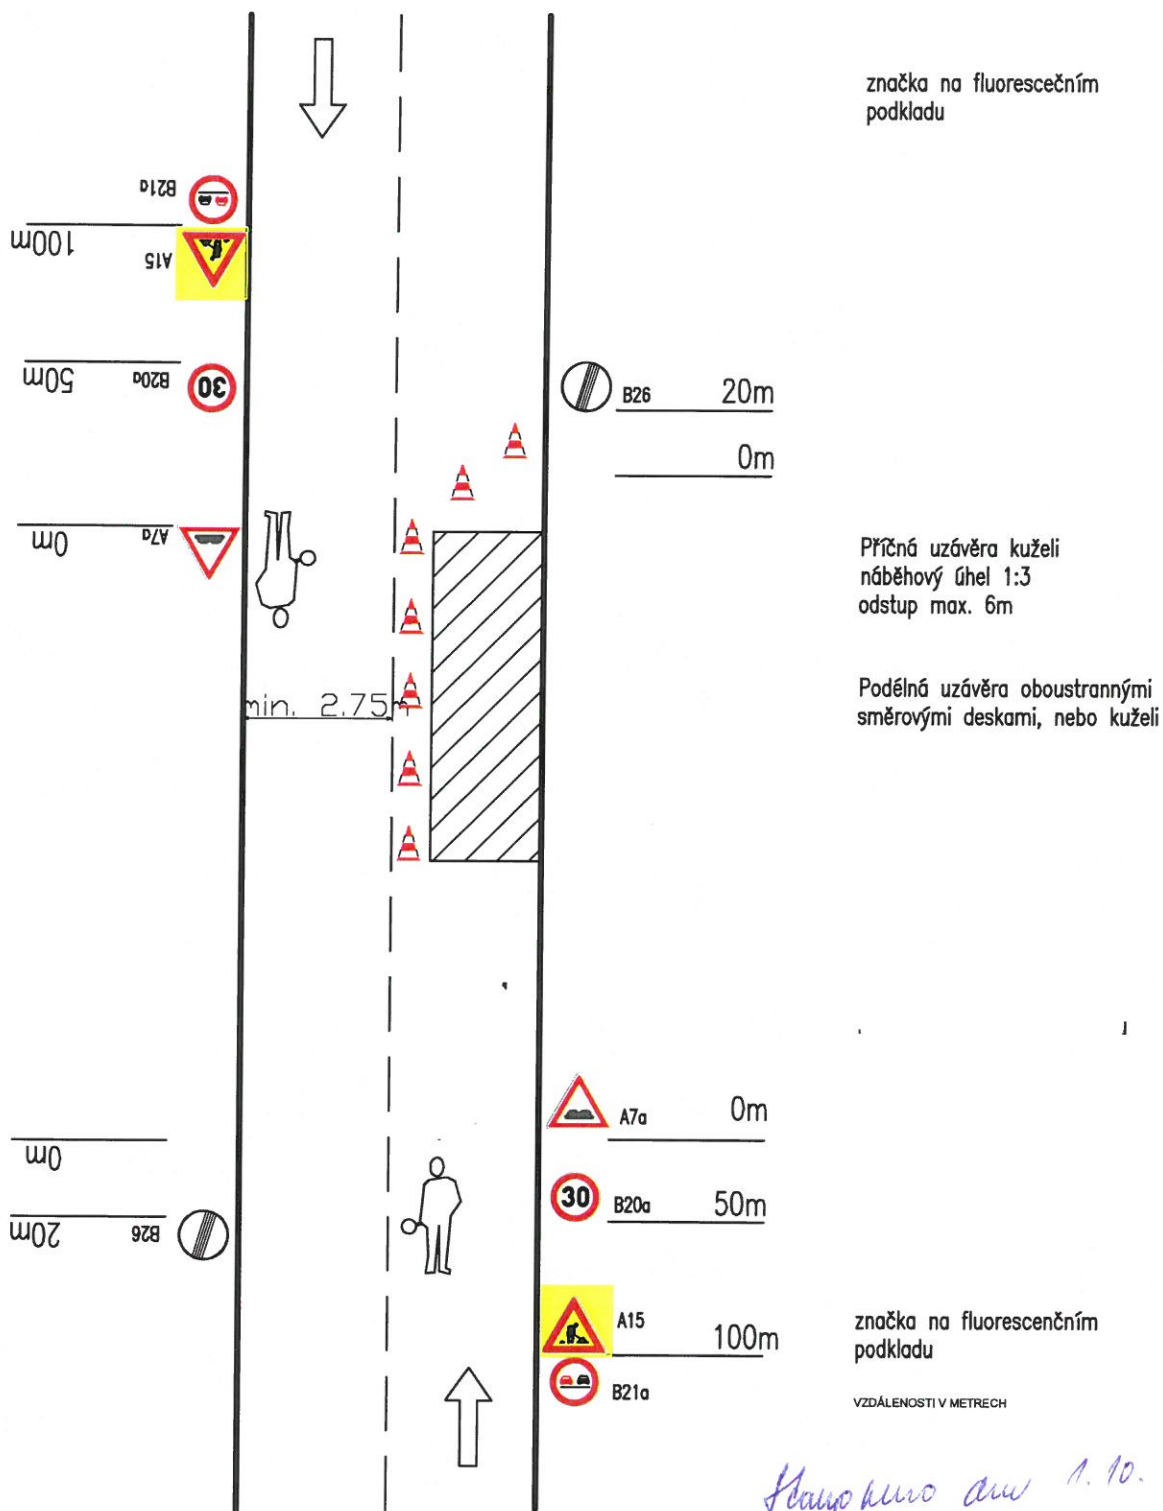 značka na fluorescečním
podkladu
B21a
100m
A15
50m
B20a
30
B26
20m
0m
0m
A7a
Příčná uzávěra kuželi
náběhový úhel 1:3
odstup max. 6m
Podélná uzávěra oboustrannými
směrovými deskami, nebo kuželi
min. 2.75m
A7a
0m
0m
30
B20a
50m
20m
B26
A15
100m
B21a
značka na fluorescenčním
podkladu
VZDÁLENOSTI V METRECH
dne 1. 10.